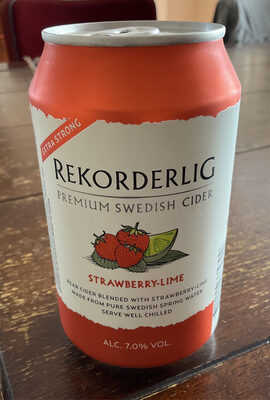 EXTRA STRONG
REKORDERLIG
PREMIUM SWEDISH CIDER
STRAWBERRY-LIME
PEAR CIDER BLENDED WITH STRAWBERRY-LIME
MADE FROM PURE SWEDISH SPRING WATER
SERVE WELL CHILLED
ALC. 7.0% VOL.